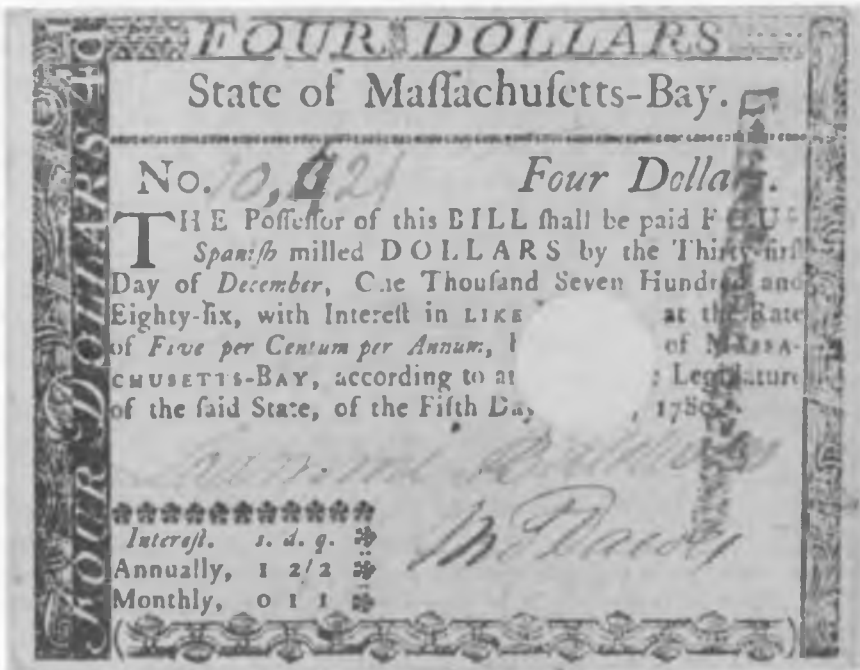 FOUR DOLLARS
FOUR DOLLARS 4D
State of Maſſachuſetts-Bay.
No. Four Dolla
THE Poſſeſſor of this BILL ſhall be paid FOU
Spaniſh milled DOLLARS by the Thirty-firſt
Day of December, One Thouſand Seven Hundred and
Eighty-ſix, with Intereſt in LIKE at the Rate
of Five per Centum per Annum, of MASSA-
CHUSETTS-BAY, according to Legiſlature
of the ſaid State, of the Fifth Day 1780.
Intereſt. s. d. q.
Annually, 1 2/2
Monthly, 0 1 1